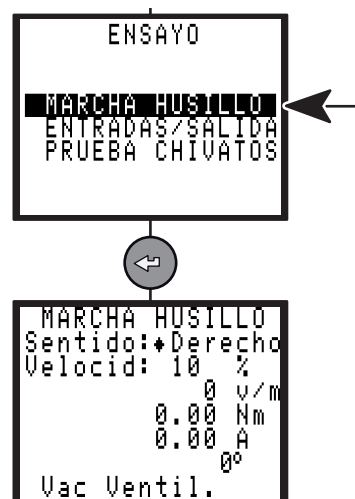 ENSAYO
MARCHA HUSILLO
ENTRADAS/SALIDA
PRUEBA CHIVATOS
MARCHA HUSILLO
Sentido:♦Derecho
Velocid: 10 %
0 v/m
0.00 Nm
0.00 A
0º
Vac Ventil.